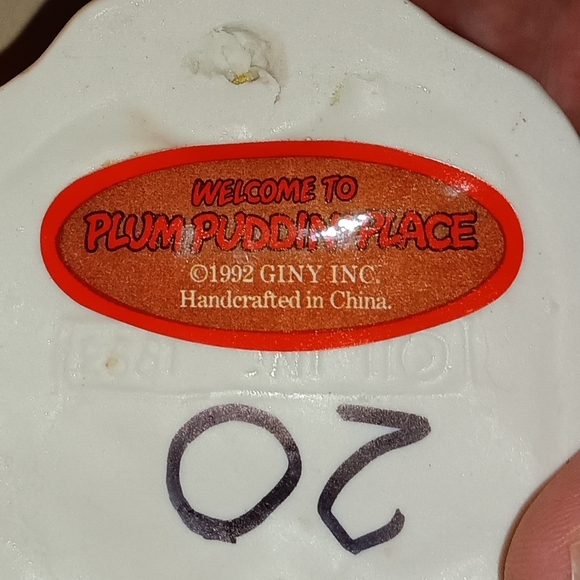 WELCOME TO
PLUM PUDDIN' PLACE
©1992 GINY INC.
Handcrafted in China.
20